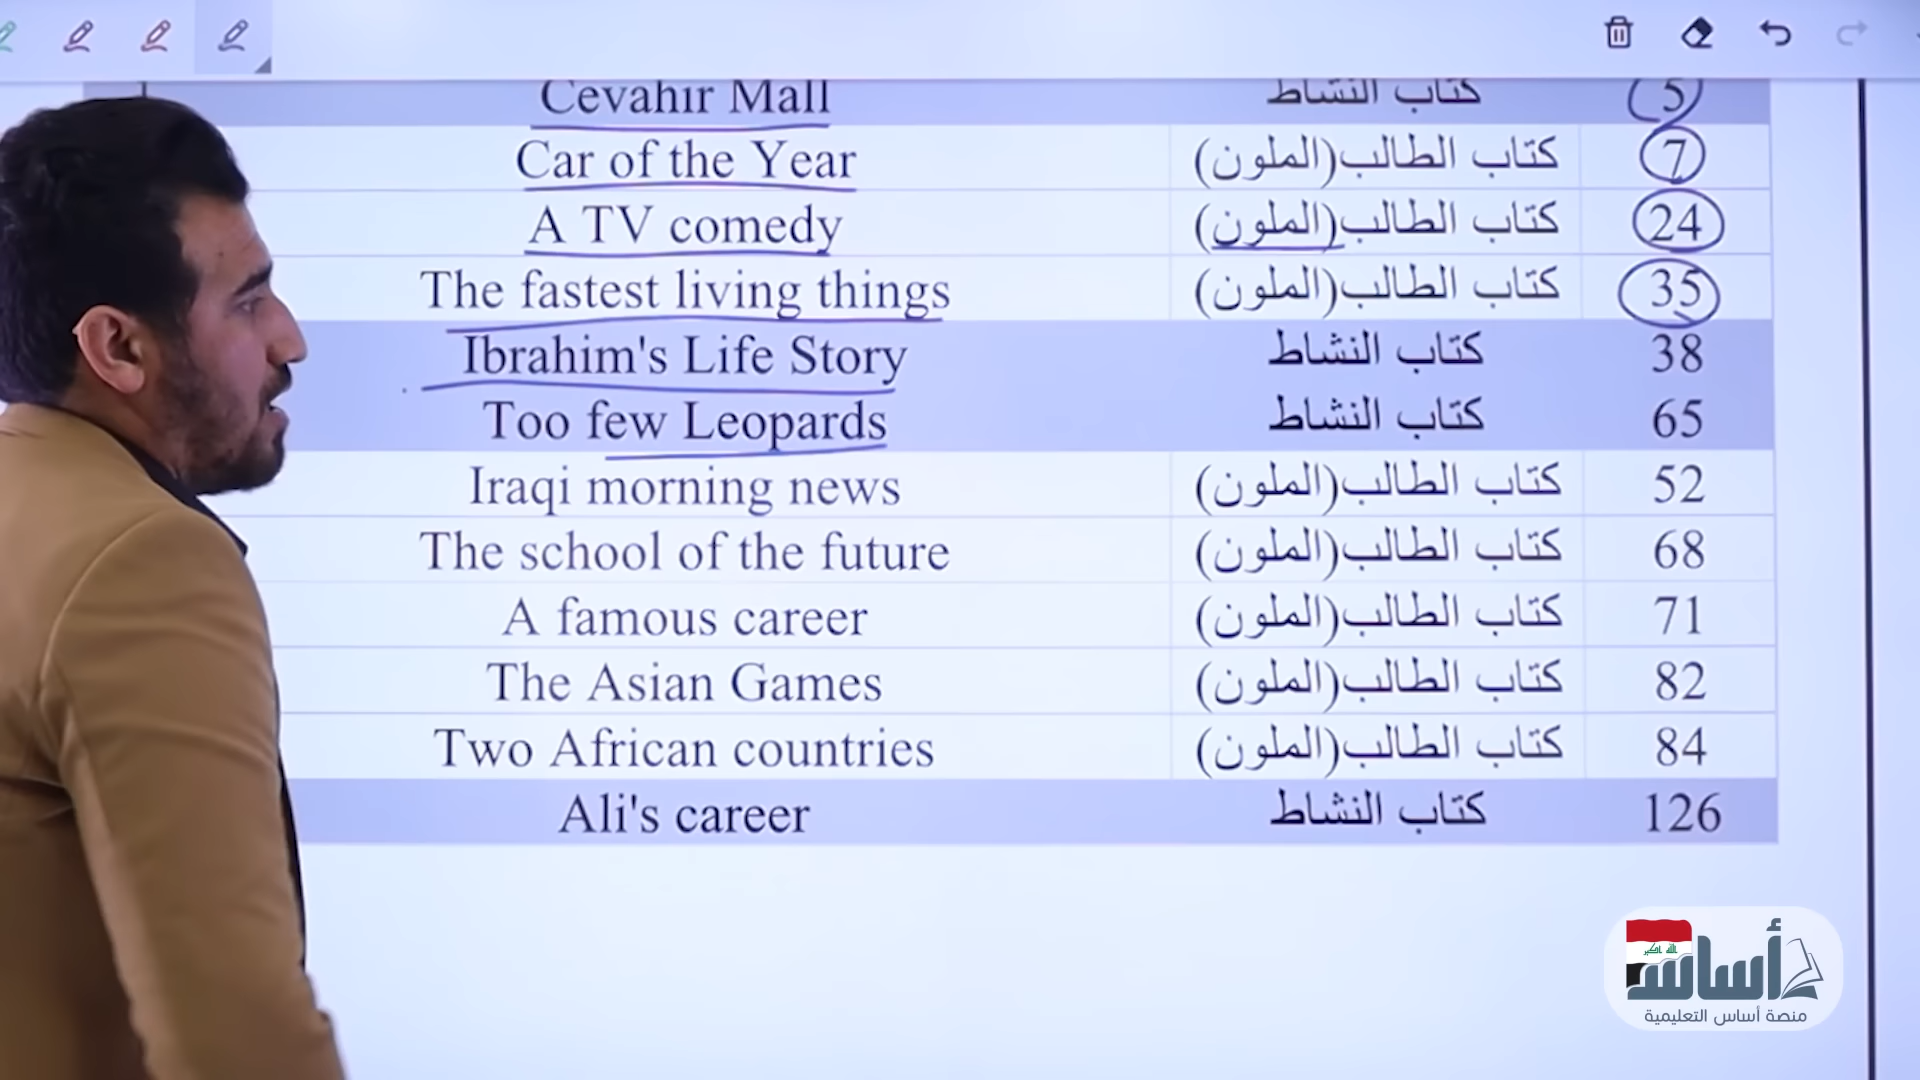 Cevahir Mall كتاب النشاط 5
Car of the Year كتاب الطالب(الملون) 7
A TV comedy كتاب الطالب(الملون) 24
The fastest living things كتاب الطالب(الملون) 35
Ibrahim's Life Story كتاب النشاط 38
Too few Leopards كتاب النشاط 65
Iraqi morning news كتاب الطالب(الملون) 52
The school of the future كتاب الطالب(الملون) 68
A famous career كتاب الطالب(الملون) 71
The Asian Games كتاب الطالب(الملون) 82
Two African countries كتاب الطالب(الملون) 84
Ali's career كتاب النشاط 126
الله اكبر
أساس
منصة أساس التعليمية